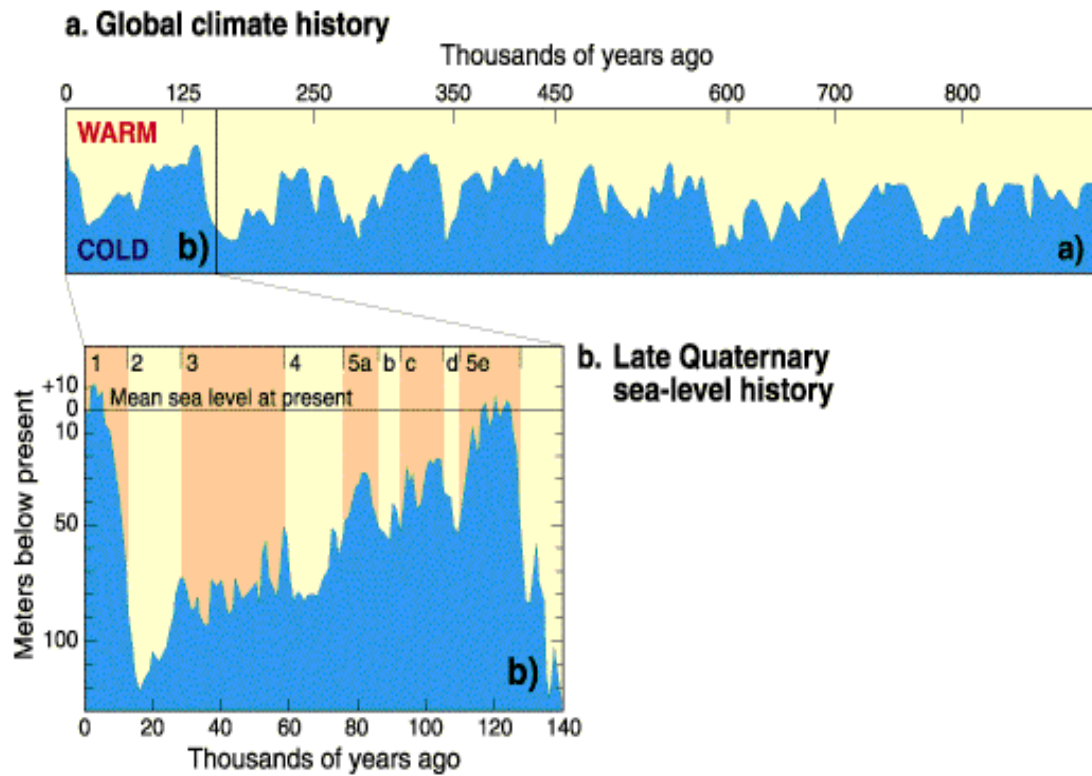 a. Global climate history
Thousands of years ago
0 125 250 350 450 600 700 800
WARM
COLD
b)
a)
b. Late Quaternary
sea-level history
1 2 3 4 5a b c d 5e
+10
Mean sea level at present
0
10
50
100
Meters below present
b)
0 20 40 60 80 100 120 140
Thousands of years ago